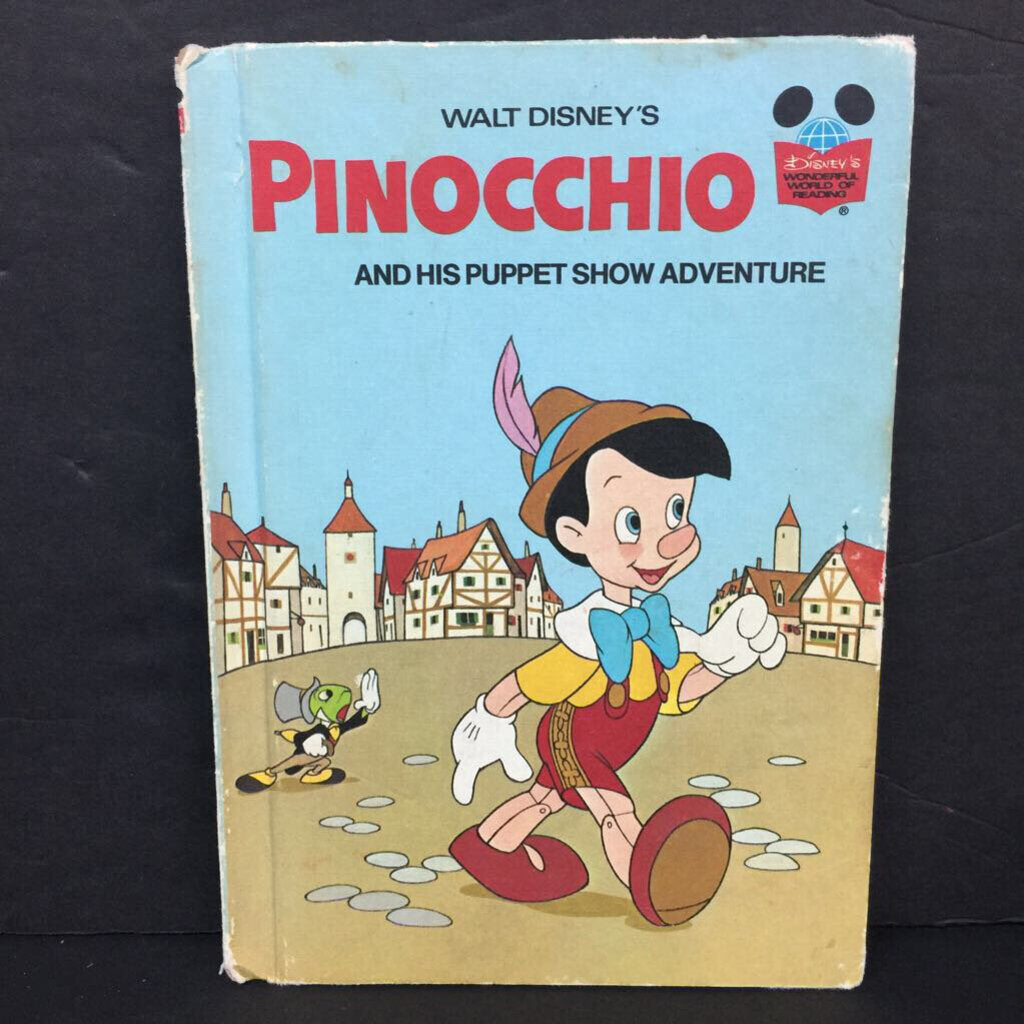 WALT DISNEY'S
PINOCCHIO
AND HIS PUPPET SHOW ADVENTURE
DISNEY'S
WONDERFUL
WORLD OF
READING
®